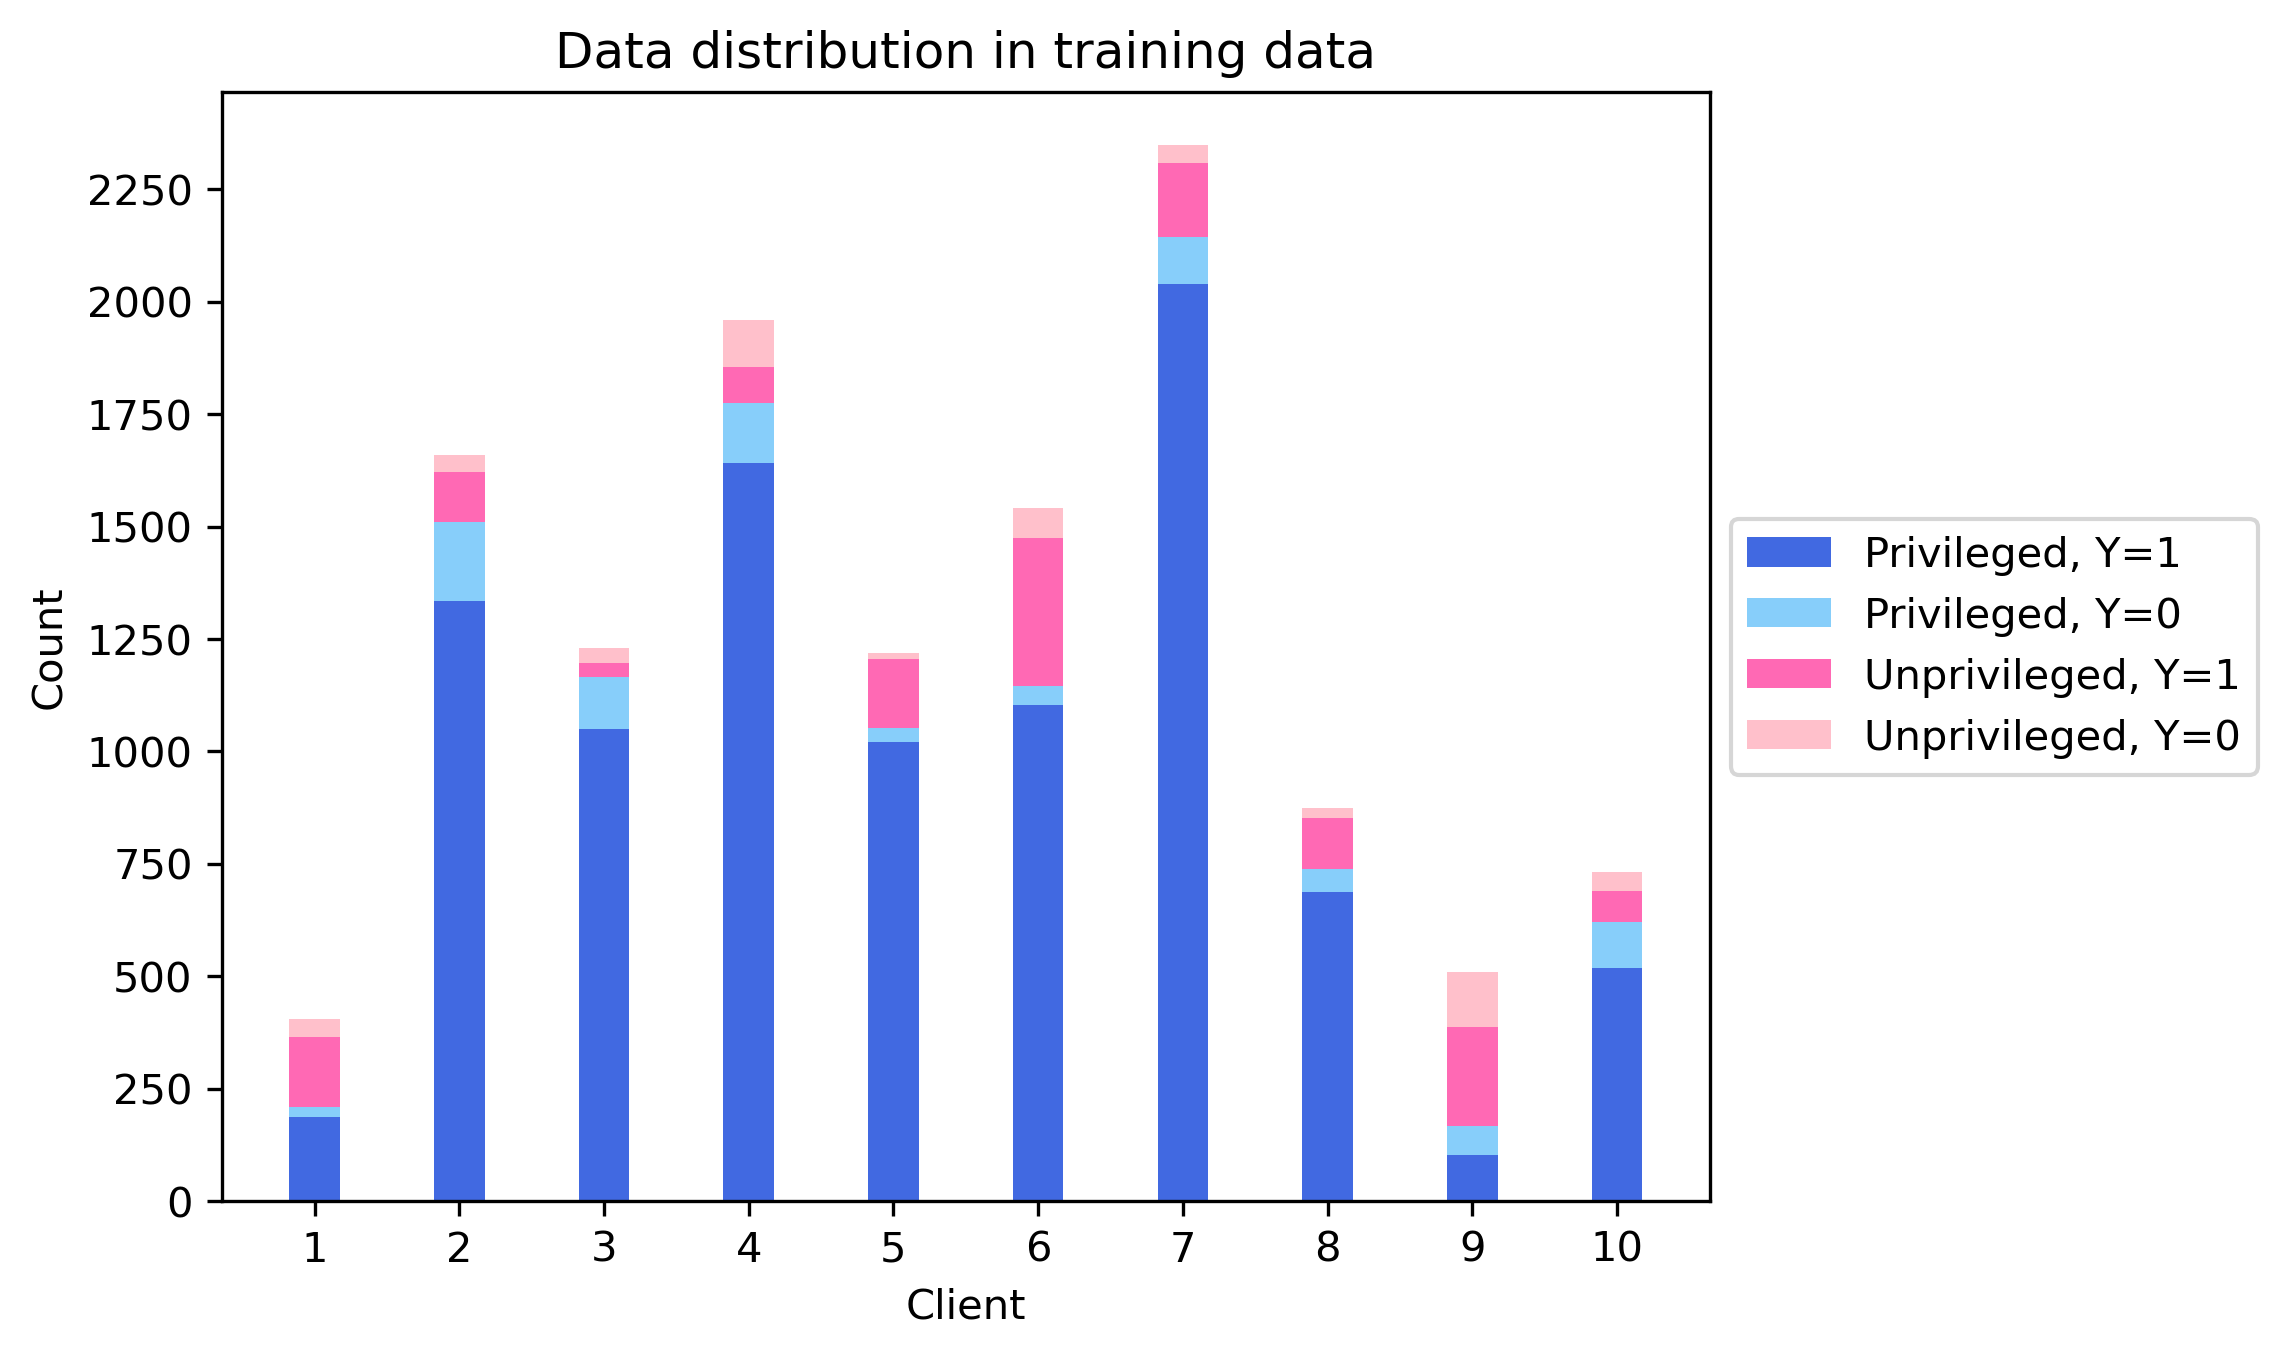 Data distribution in training data
2250
2000
1750
1500
1250
1000
750
500
250
0
Count
1 2 3 4 5 6 7 8 9 10
Client
Privileged, Y=1
Privileged, Y=0
Unprivileged, Y=1
Unprivileged, Y=0